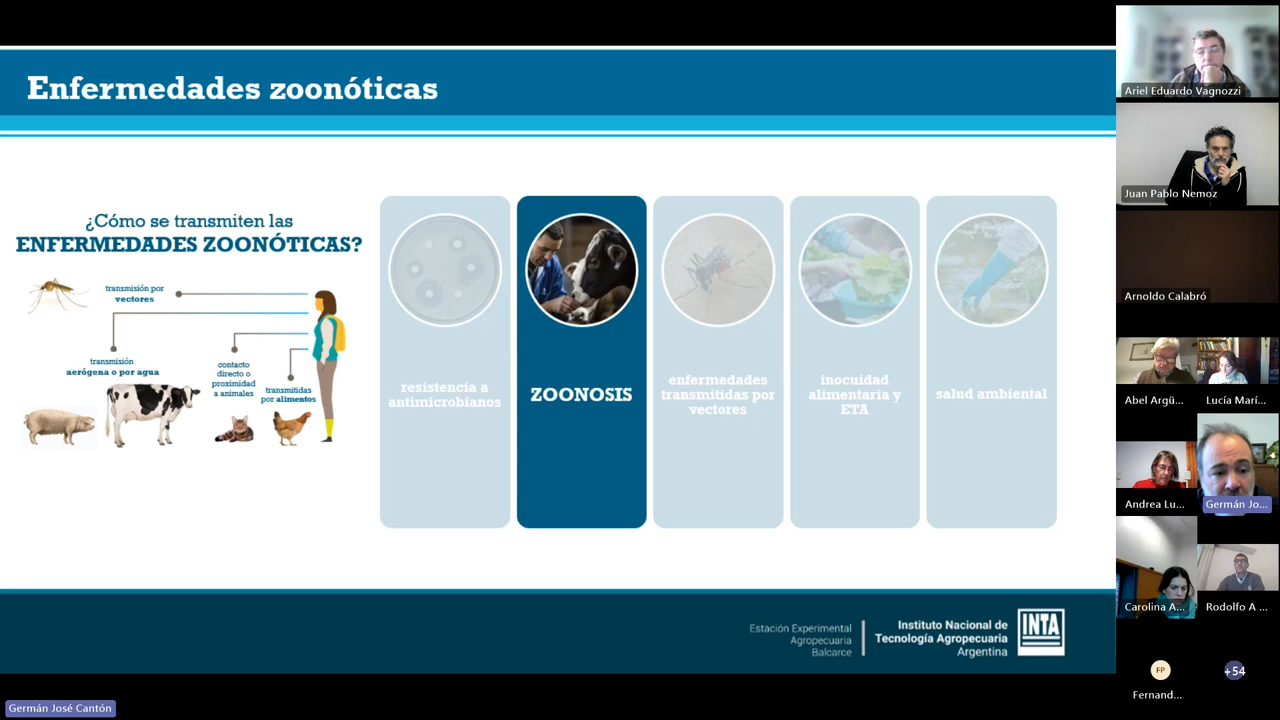 Enfermedades zoonóticas
¿Cómo se transmiten las
ENFERMEDADES ZOONÓTICAS?
transmisión por
vectores
transmisión
aerógena o por agua
contacto
directo o
proximidad
a animales
transmitidas
por alimentos
resistencia a
antimicrobianos
ZOONOSIS
enfermedades
transmitidas por
vectores
inocuidad
alimentaria y
ETA
salud ambiental
Estación Experimental
Agropecuaria
Balcarce
Instituto Nacional de
Tecnología Agropecuaria
Argentina
INTA
Germán José Cantón
Ariel Eduardo Vagnozzi
Juan Pablo Nemoz
Arnoldo Calabró
Abel Argü...
Lucía Marí...
Andrea Lu...
Germán Jo...
Carolina A...
Rodolfo A ...
FP
+54
Fernand...